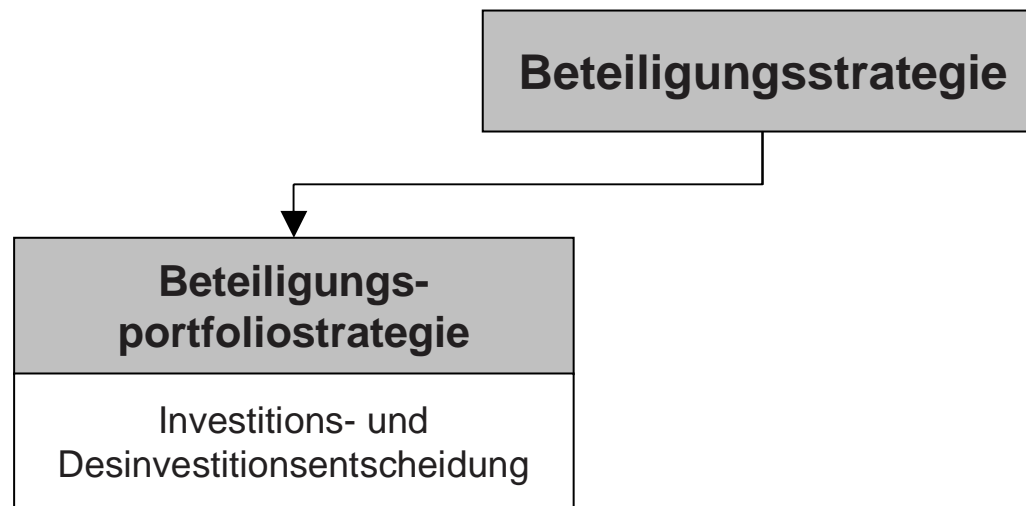 Beteiligungsstrategie
Beteiligungs-
portfoliostrategie
Investitions- und
Desinvestitionsentscheidung